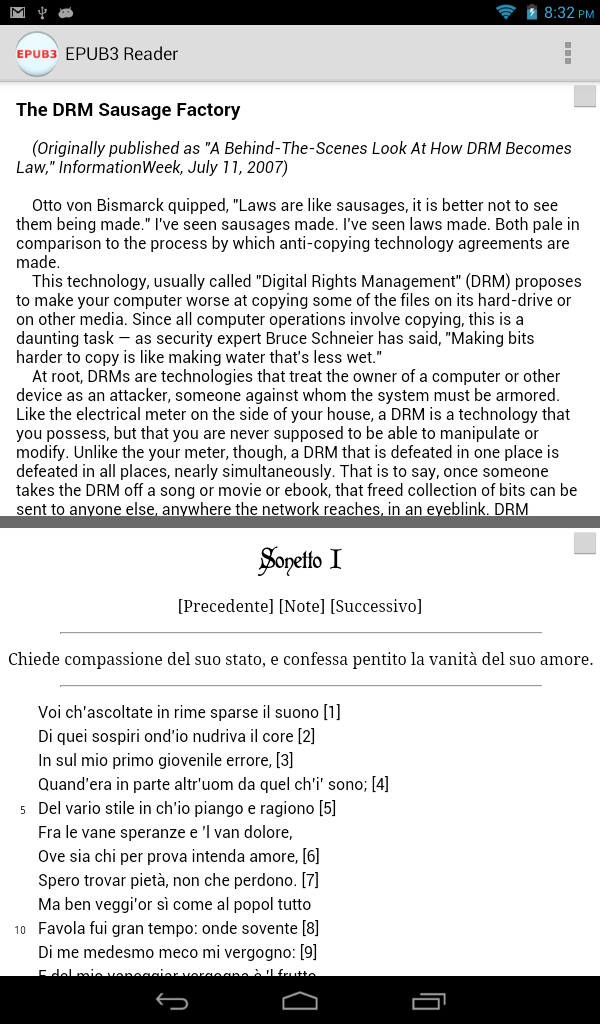 8:32 PM
EPUB3 EPUB3 Reader
The DRM Sausage Factory
(Originally published as "A Behind-The-Scenes Look At How DRM Becomes
Law," InformationWeek, July 11, 2007)
Otto von Bismarck quipped, "Laws are like sausages, it is better not to see
them being made." I've seen sausages made. I've seen laws made. Both pale in
comparison to the process by which anti-copying technology agreements are
made.
This technology, usually called "Digital Rights Management" (DRM) proposes
to make your computer worse at copying some of the files on its hard-drive or
on other media. Since all computer operations involve copying, this is a
daunting task — as security expert Bruce Schneier has said, "Making bits
harder to copy is like making water that's less wet."
At root, DRMs are technologies that treat the owner of a computer or other
device as an attacker, someone against whom the system must be armored.
Like the electrical meter on the side of your house, a DRM is a technology that
you possess, but that you are never supposed to be able to manipulate or
modify. Unlike the your meter, though, a DRM that is defeated in one place is
defeated in all places, nearly simultaneously. That is to say, once someone
takes the DRM off a song or movie or ebook, that freed collection of bits can be
sent to anyone else, anywhere the network reaches, in an eyeblink. DRM
Sonetto I
[Precedente] [Note] [Successivo]
Chiede compassione del suo stato, e confessa pentito la vanità del suo amore.
Voi ch'ascoltate in rime sparse il suono [1]
Di quei sospiri ond'io nudriva il core [2]
In sul mio primo giovenile errore, [3]
Quand'era in parte altr'uom da quel ch'i' sono; [4]
5 Del vario stile in ch'io piango e ragiono [5]
Fra le vane speranze e 'l van dolore,
Ove sia chi per prova intenda amore, [6]
Spero trovar pietà, non che perdono. [7]
Ma ben veggi'or sì come al popol tutto
10 Favola fui gran tempo: onde sovente [8]
Di me medesmo meco mi vergogno: [9]
E del mio vaneggiar vergogna è 'l frutto